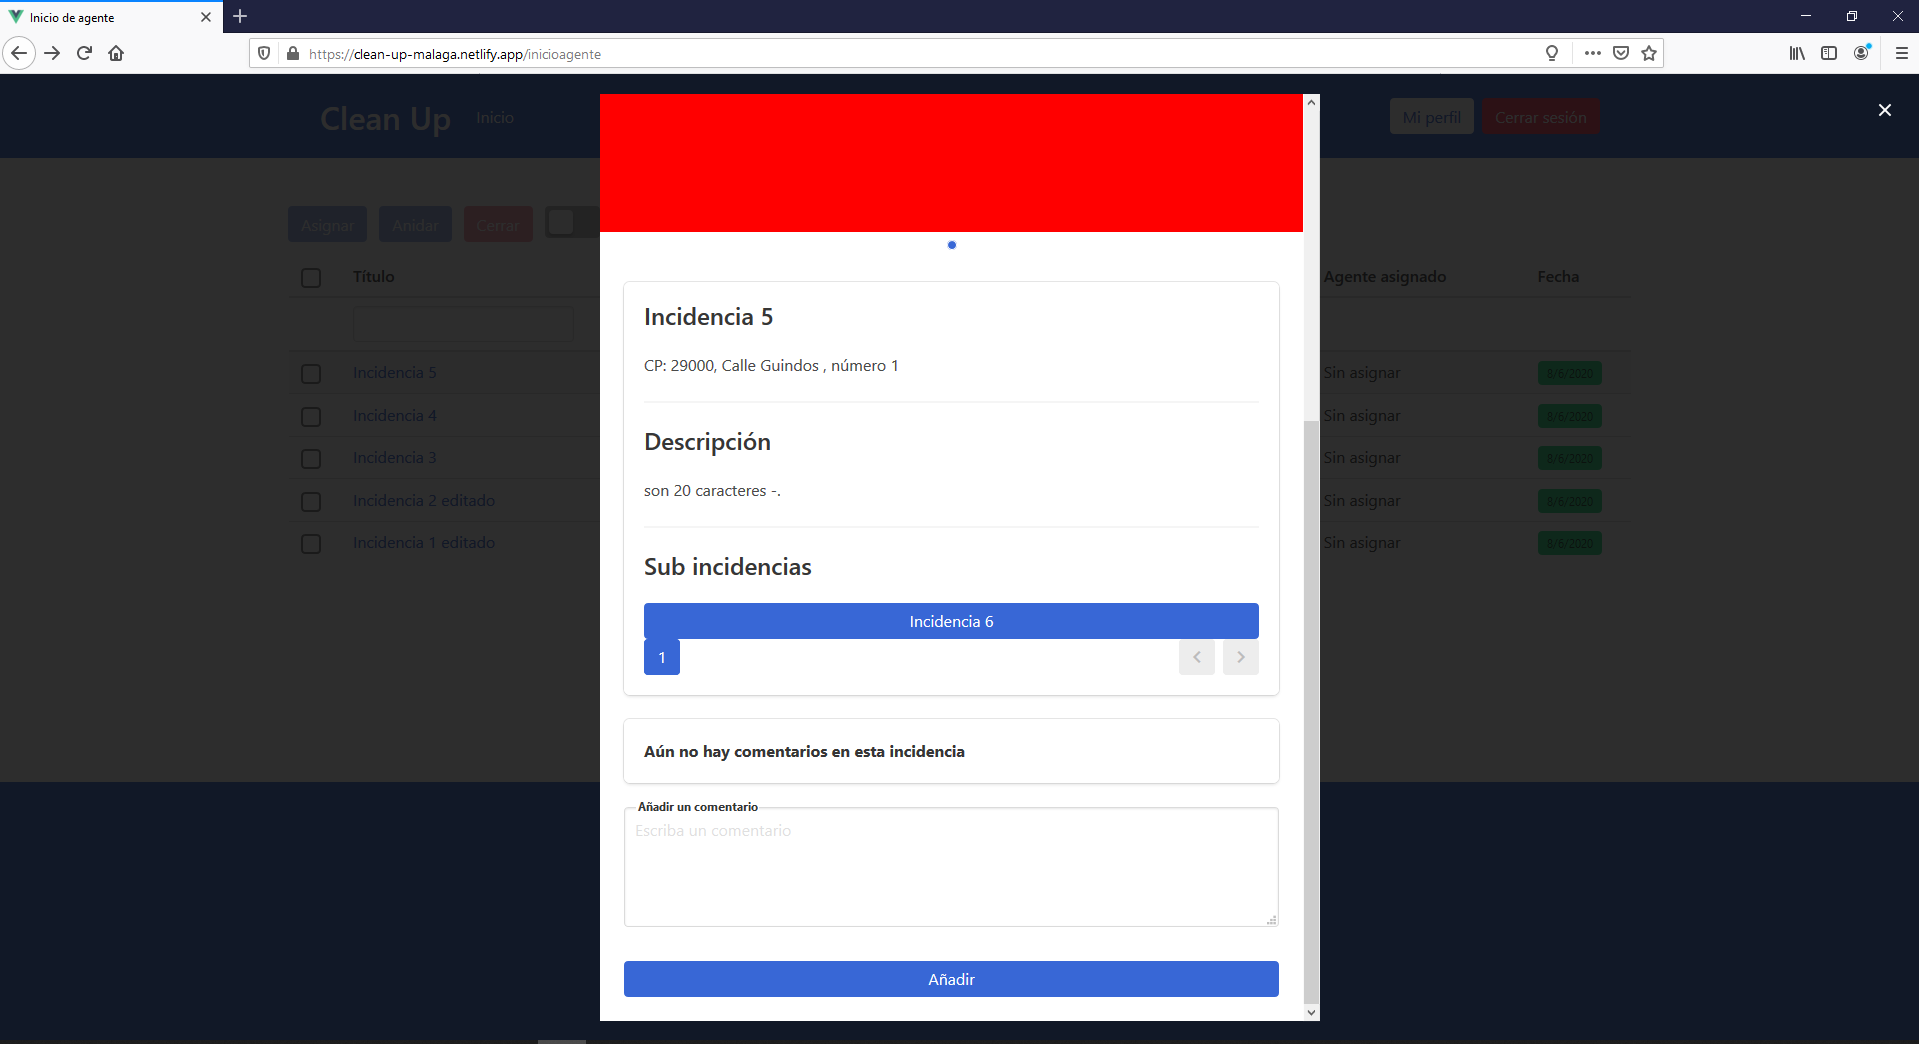 Inicio de agente
https://clean-up-malaga.netlify.app/inicioagente
Clean Up
Inicio
Mi perfil
Cerrar sesión
Asignar
Anidar
Cerrar
Título
Agente asignado
Fecha
Incidencia 5
Sin asignar
8/6/2020
Incidencia 4
Sin asignar
8/6/2020
Incidencia 3
Sin asignar
8/6/2020
Incidencia 2 editado
Sin asignar
8/6/2020
Incidencia 1 editado
Sin asignar
8/6/2020
Incidencia 5
CP: 29000, Calle Guindos , número 1
Descripción
son 20 caracteres -.
Sub incidencias
Incidencia 6
1
Aún no hay comentarios en esta incidencia
Añadir un comentario
Escriba un comentario
Añadir